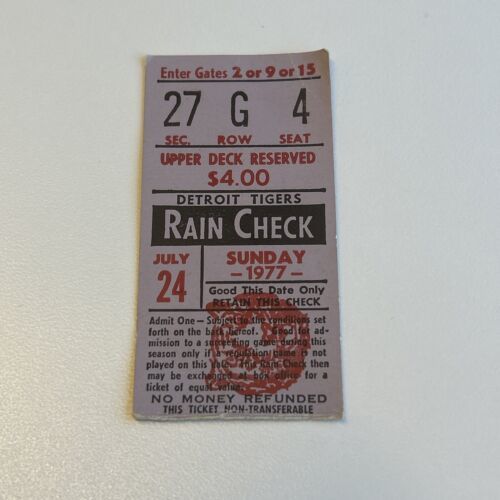 Enter Gates 2 or 9 or 15
27 G 4
SEC. ROW SEAT
UPPER DECK RESERVED
$4.00
DETROIT TIGERS
RAIN CHECK
JULY 24
SUNDAY
—1977—
Good This Date Only
RETAIN THIS CHECK
Admit One—Subject to the conditions set
forth on the back hereof. Good for ad-
mission to a succeeding game during this
season only if a regulation game is not
played on this date. This Rain Check then
may be exchanged at box office for a
ticket of equal value.
NO MONEY REFUNDED
THIS TICKET NON-TRANSFERABLE